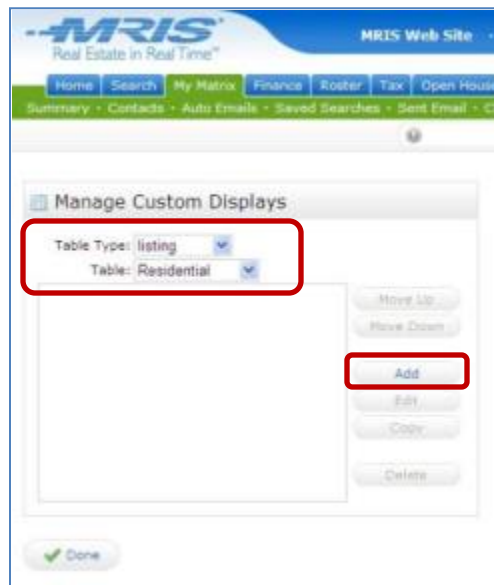 MRIS
MRIS Web Site
Real Estate in Real Time™
Home Search My Matrix Finance Roster Tax Open House
Summary • Contacts • Auto Emails • Saved Searches • Sent Email • C
Manage Custom Displays
Table Type: listing
Table: Residential
Move Up
Move Down
Add
Edit
Copy
Delete
Done